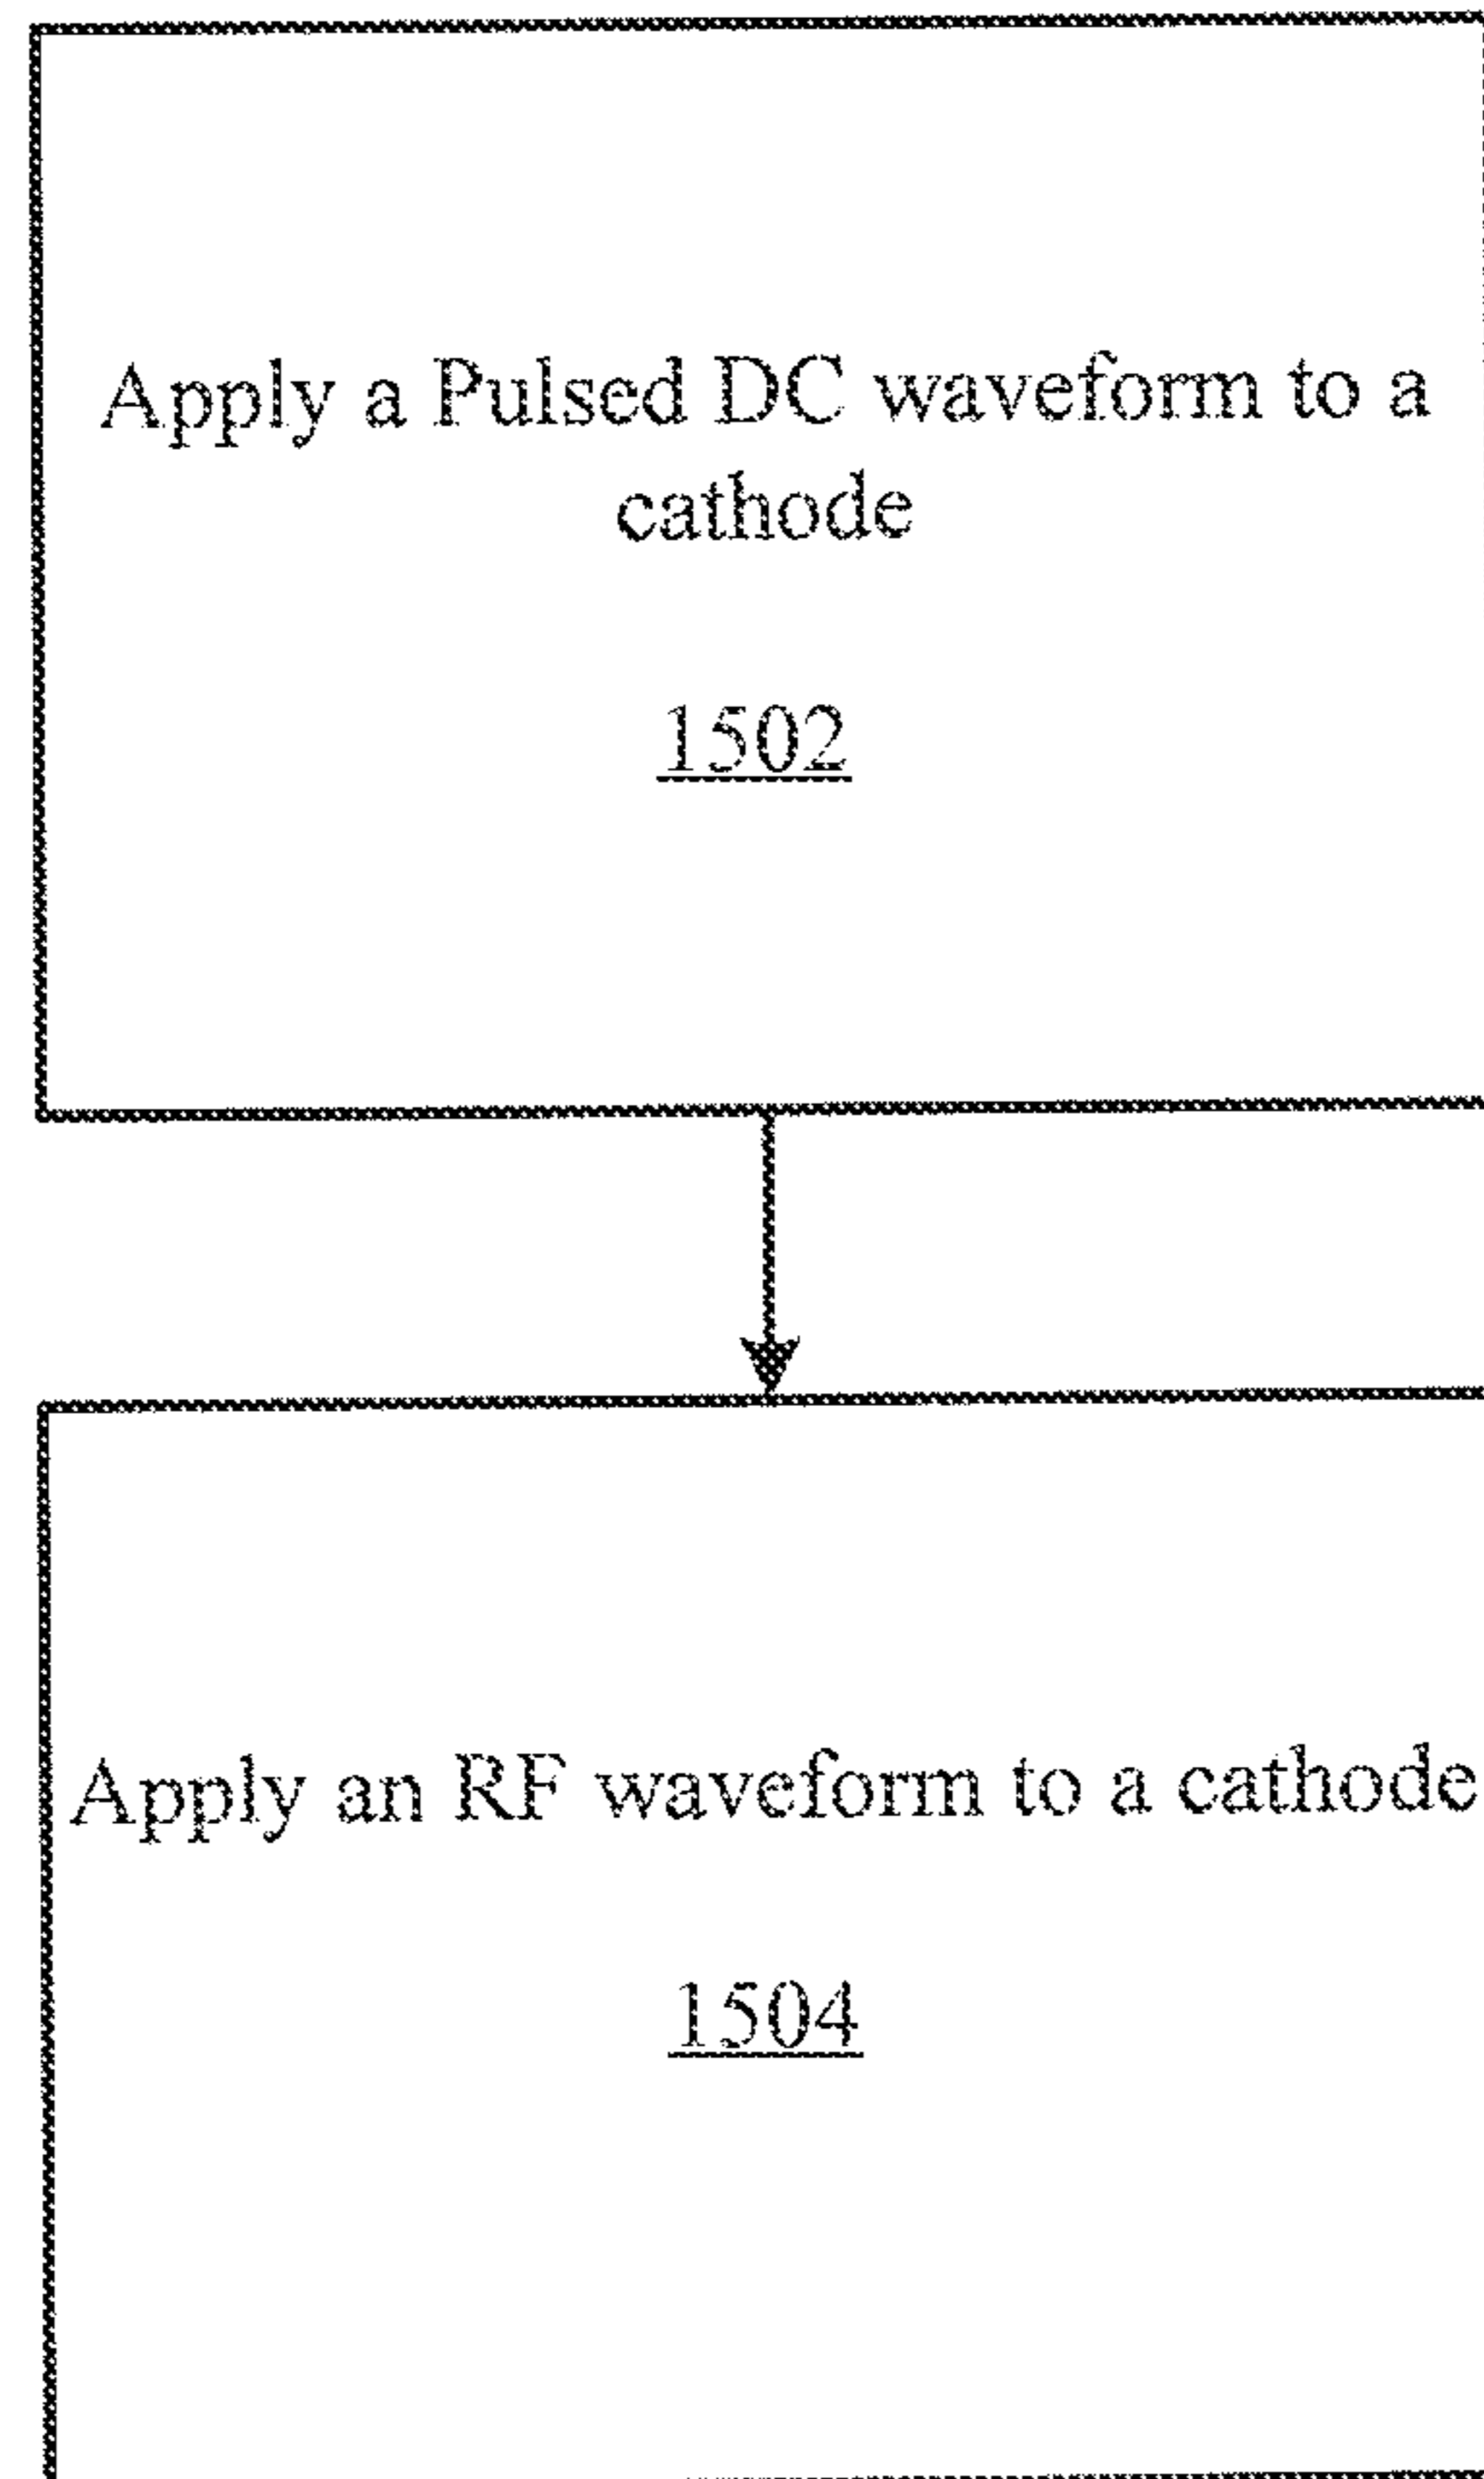 Apply a Pulsed DC waveform to a
cathode
1502
Apply an RF waveform to a cathode
1504